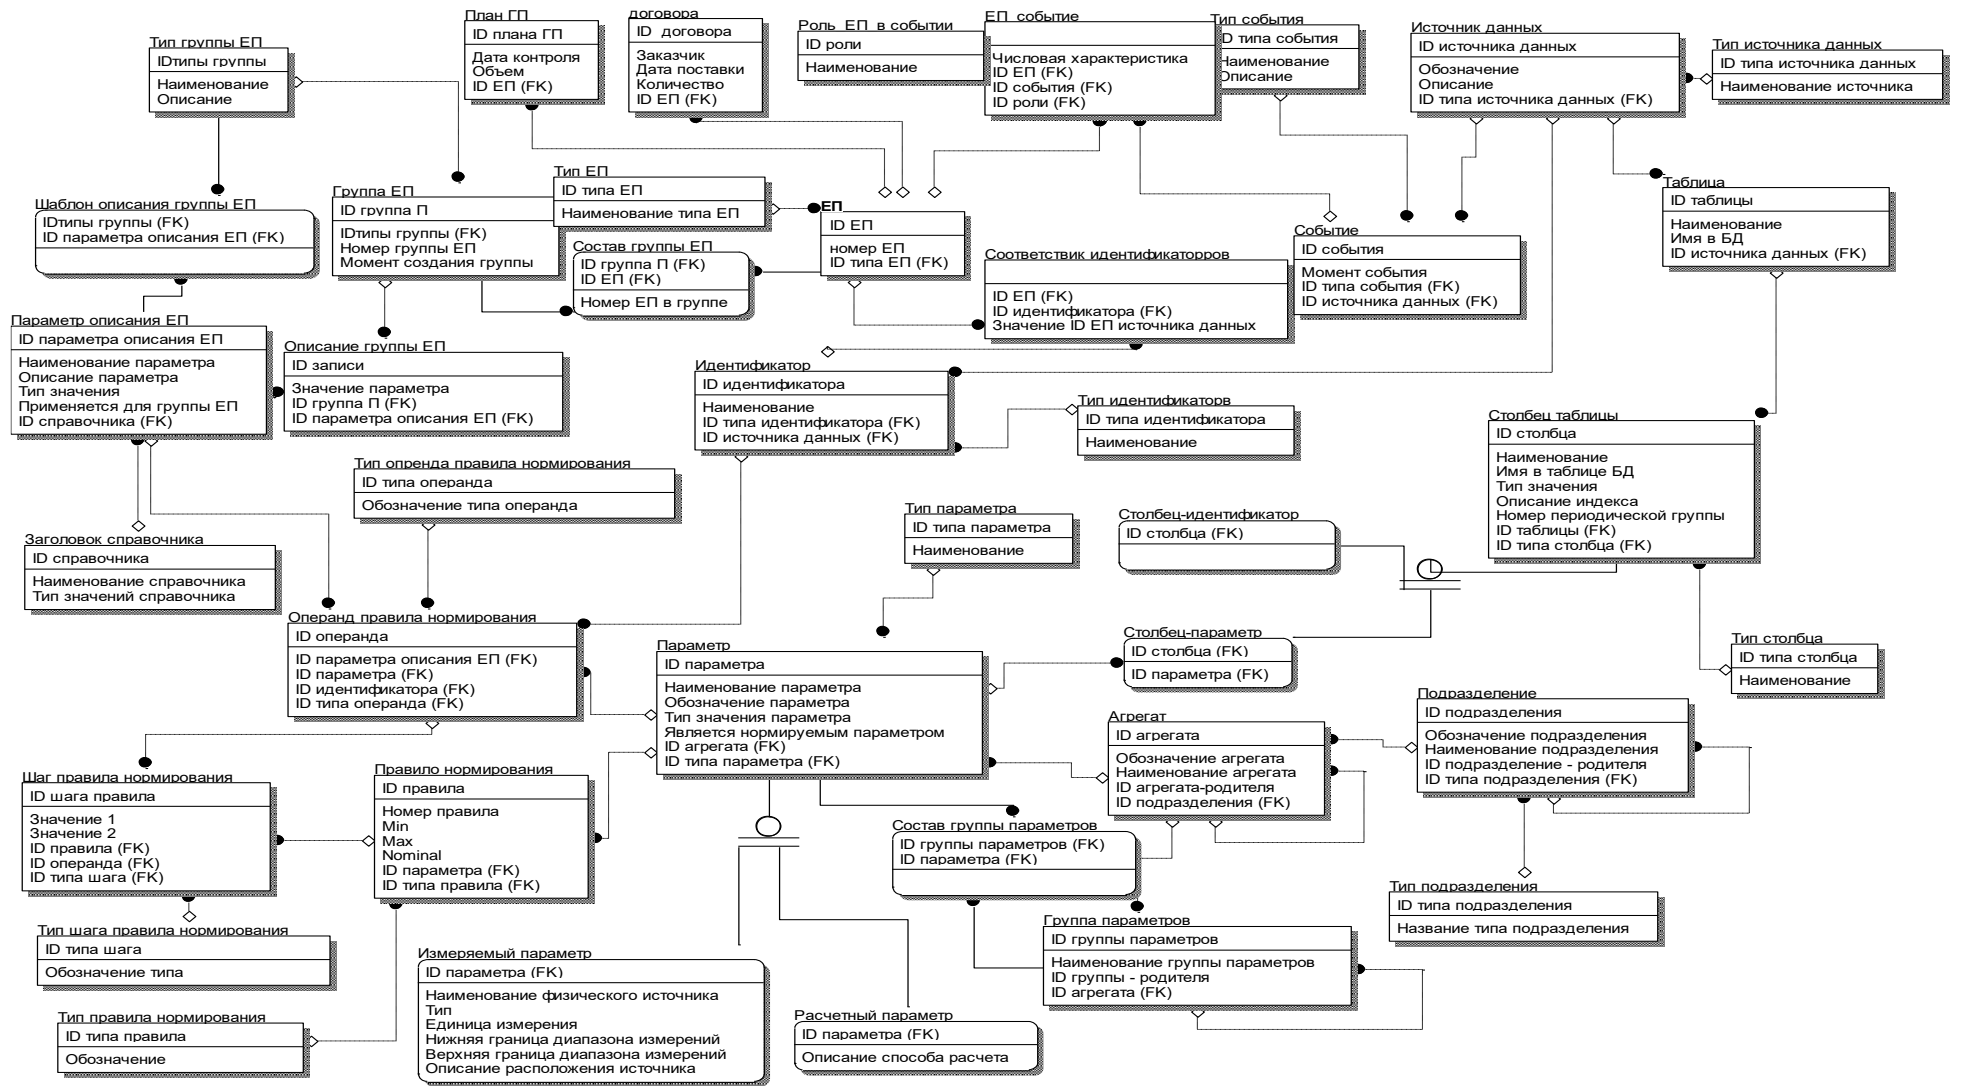 Тип группы ЕП
IDтипы группы
Наименование
Описание
План ГП
ID плана ГП
Дата контроля
Объем
ID ЕП (FK)
договора
ID договора
Заказчик
Дата поставки
Количество
ID ЕП (FK)
Роль ЕП в событии
ID роли
Наименование
ЕП событие
Числовая характеристика
ID ЕП (FK)
ID события (FK)
ID роли (FK)
Тип события
ID типа события
Наименование
Описание
Источник данных
ID источника данных
Обозначение
Описание
ID типа источника данных (FK)
Тип источника данных
ID типа источника данных
Наименование источника
Шаблон описания группы ЕП
IDтипы группы (FK)
ID параметра описания ЕП (FK)
Группа ЕП
ID группа П
IDтипы группы (FK)
Номер группы ЕП
Момент создания группы
Тип ЕП
ID типа ЕП
Наименование типа ЕП
Состав группы ЕП
ID группа П (FK)
ID ЕП (FK)
Номер ЕП в группе
ЕП
ID ЕП
номер ЕП
ID типа ЕП (FK)
Соответствик идентификаторров
ID ЕП (FK)
ID идентификатора (FK)
Значение ID ЕП источника данных
Событие
ID события
Момент события
ID типа события (FK)
ID источника данных (FK)
Таблица
ID таблицы
Наименование
Имя в БД
ID источника данных (FK)
Параметр описания ЕП
ID параметра описания ЕП
Наименование параметра
Описание параметра
Тип значения
Применяется для группы ЕП
ID справочника (FK)
Описание группы ЕП
ID записи
Значение параметра
ID группа П (FK)
ID параметра описания ЕП (FK)
Идентификатор
ID идентификатора
Наименование
ID типа идентификатора (FK)
ID источника данных (FK)
Тип идентификаторв
ID типа идентификатора
Наименование
Столбец таблицы
ID столбца
Наименование
Имя в таблице БД
Тип значения
Описание индекса
Номер периодической группы
ID таблицы (FK)
ID типа столбца (FK)
Тип опренда правила нормирования
ID типа операнда
Обозначение типа операнда
Заголовок справочника
ID справочника
Наименование справочника
Тип значений справочника
Тип параметра
ID типа параметра
Наименование
Столбец-идентификатор
ID столбца (FK)
Операнд правила нормирования
ID операнда
ID параметра описания ЕП (FK)
ID параметра (FK)
ID идентификатора (FK)
ID типа операнда (FK)
Параметр
ID параметра
Наименование параметра
Обозначение параметра
Тип значения параметра
Является нормируемым параметром
ID агрегата (FK)
ID типа параметра (FK)
Столбец-параметр
ID столбца (FK)
ID параметра (FK)
Тип столбца
ID типа столбца
Наименование
Агрегат
ID агрегата
Обозначение агрегата
Наименование агрегата
ID агрегата-родителя
ID подразделения (FK)
Подразделение
ID подразделения
Обозначение подразделения
Наименование подразделения
ID подразделение - родителя
ID типа подразделения (FK)
Шаг правила нормирования
ID шага правила
Значение 1
Значение 2
ID правила (FK)
ID операнда (FK)
ID типа шага (FK)
Правило нормирования
ID правила
Номер правила
Min
Max
Nominal
ID параметра (FK)
ID типа правила (FK)
Состав группы параметров
ID группы параметров (FK)
ID параметра (FK)
Тип подразделения
ID типа подразделения
Название типа подразделения
Тип шага правила нормирования
ID типа шага
Обозначение типа
Группа параметров
ID группы параметров
Наименование группы параметров
ID группы - родителя
ID агрегата (FK)
Измеряемый параметр
ID параметра (FK)
Наименование физического источника
Тип
Единица измерения
Нижняя граница диапазона измерений
Верхняя граница диапазона измерений
Описание расположения источника
Тип правила нормирования
ID типа правила
Обозначение
Расчетный параметр
ID параметра (FK)
Описание способа расчета